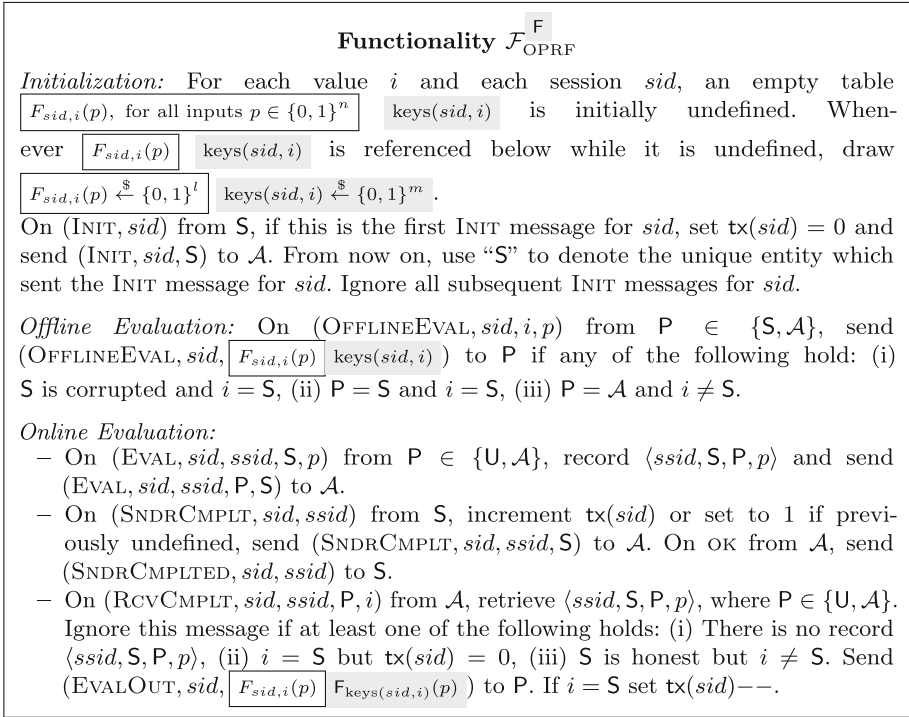 Functionality F^F_OPRF
Initialization: For each value i and each session sid, an empty table
F_{sid,i}(p), for all inputs p ∈ {0, 1}^n keys(sid, i) is initially undefined. When-
ever F_{sid,i}(p) keys(sid, i) is referenced below while it is undefined, draw
F_{sid,i}(p) ←$ {0, 1}^l keys(sid, i) ←$ {0, 1}^m.
On (INIT, sid) from S, if this is the first INIT message for sid, set tx(sid) = 0 and
send (INIT, sid, S) to A. From now on, use “S” to denote the unique entity which
sent the INIT message for sid. Ignore all subsequent INIT messages for sid.
Offline Evaluation: On (OFFLINEEVAL, sid, i, p) from P ∈ {S, A}, send
(OFFLINEEVAL, sid, F_{sid,i}(p) keys(sid, i) ) to P if any of the following hold: (i)
S is corrupted and i = S, (ii) P = S and i = S, (iii) P = A and i ≠ S.
Online Evaluation:
– On (EVAL, sid, ssid, S, p) from P ∈ {U, A}, record ⟨ssid, S, P, p⟩ and send
(EVAL, sid, ssid, P, S) to A.
– On (SNDRCMPLT, sid, ssid) from S, increment tx(sid) or set to 1 if previ-
ously undefined, send (SNDRCMPLT, sid, ssid, S) to A. On OK from A, send
(SNDRCMPLTED, sid, ssid) to S.
– On (RCVCMPLT, sid, ssid, P, i) from A, retrieve ⟨ssid, S, P, p⟩, where P ∈ {U, A}.
Ignore this message if at least one of the following holds: (i) There is no record
⟨ssid, S, P, p⟩, (ii) i = S but tx(sid) = 0, (iii) S is honest but i ≠ S. Send
(EVALOUT, sid, F_{sid,i}(p) F_{keys(sid,i)}(p) ) to P. If i = S set tx(sid)−−.